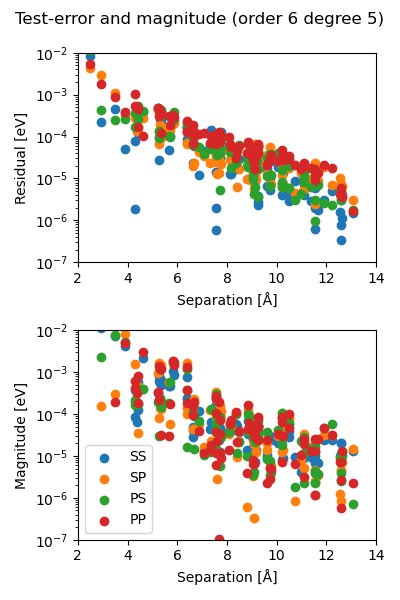 Test-error and magnitude (order 6 degree 5)
10⁻²
10⁻³
10⁻⁴
10⁻⁵
10⁻⁶
10⁻⁷
Residual [eV]
2 4 6 8 10 12 14
Separation [Å]
10⁻²
10⁻³
10⁻⁴
10⁻⁵
10⁻⁶
10⁻⁷
Magnitude [eV]
SS
SP
PS
PP
2 4 6 8 10 12 14
Separation [Å]